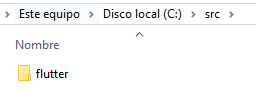 Este equipo > Disco local (C:) > src >
Nombre
flutter